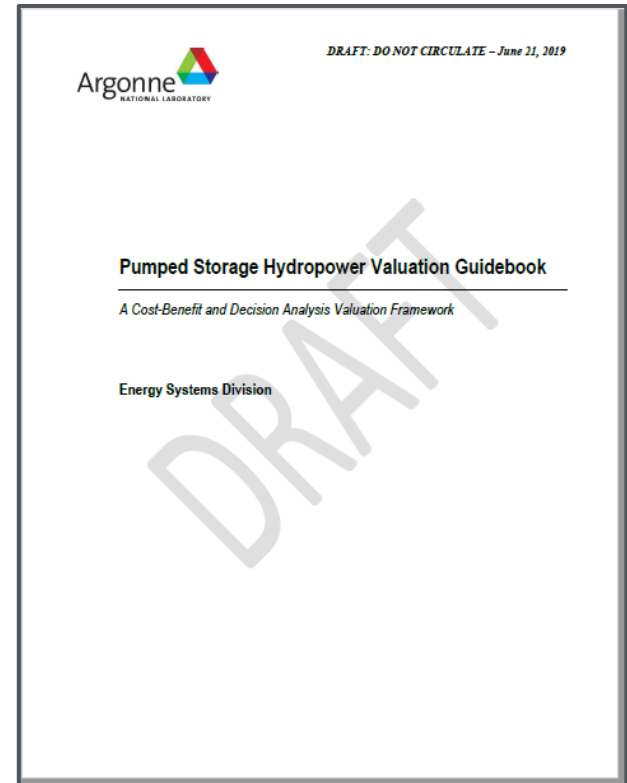 DRAFT: DO NOT CIRCULATE – June 21, 2019
Argonne
NATIONAL LABORATORY
Pumped Storage Hydropower Valuation Guidebook
A Cost-Benefit and Decision Analysis Valuation Framework
Energy Systems Division
DRAFT